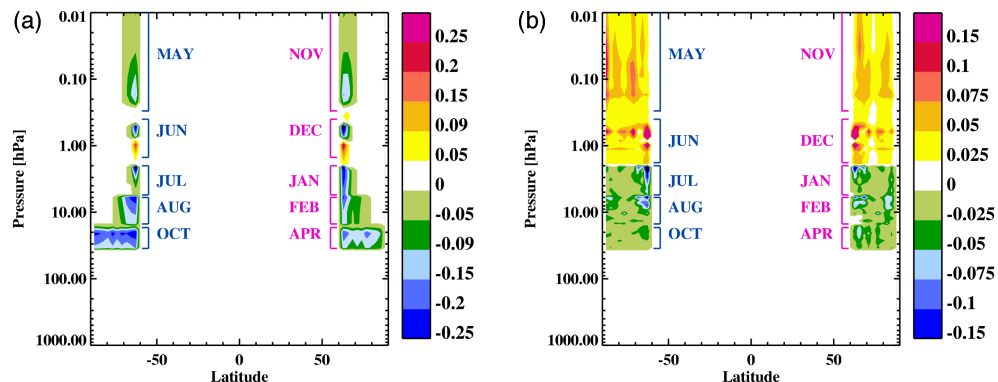 (a)
0.01
0.10
1.00
10.00
100.00
1000.00
Pressure [hPa]
MAY
JUN
JUL
AUG
OCT
NOV
DEC
JAN
FEB
APR
-50
0
50
Latitude
0.25
0.2
0.15
0.09
0.05
0
-0.05
-0.09
-0.15
-0.2
-0.25
(b)
0.01
0.10
1.00
10.00
100.00
1000.00
Pressure [hPa]
MAY
JUN
JUL
AUG
OCT
NOV
DEC
JAN
FEB
APR
-50
0
50
Latitude
0.15
0.1
0.075
0.05
0.025
0
-0.025
-0.05
-0.075
-0.1
-0.15